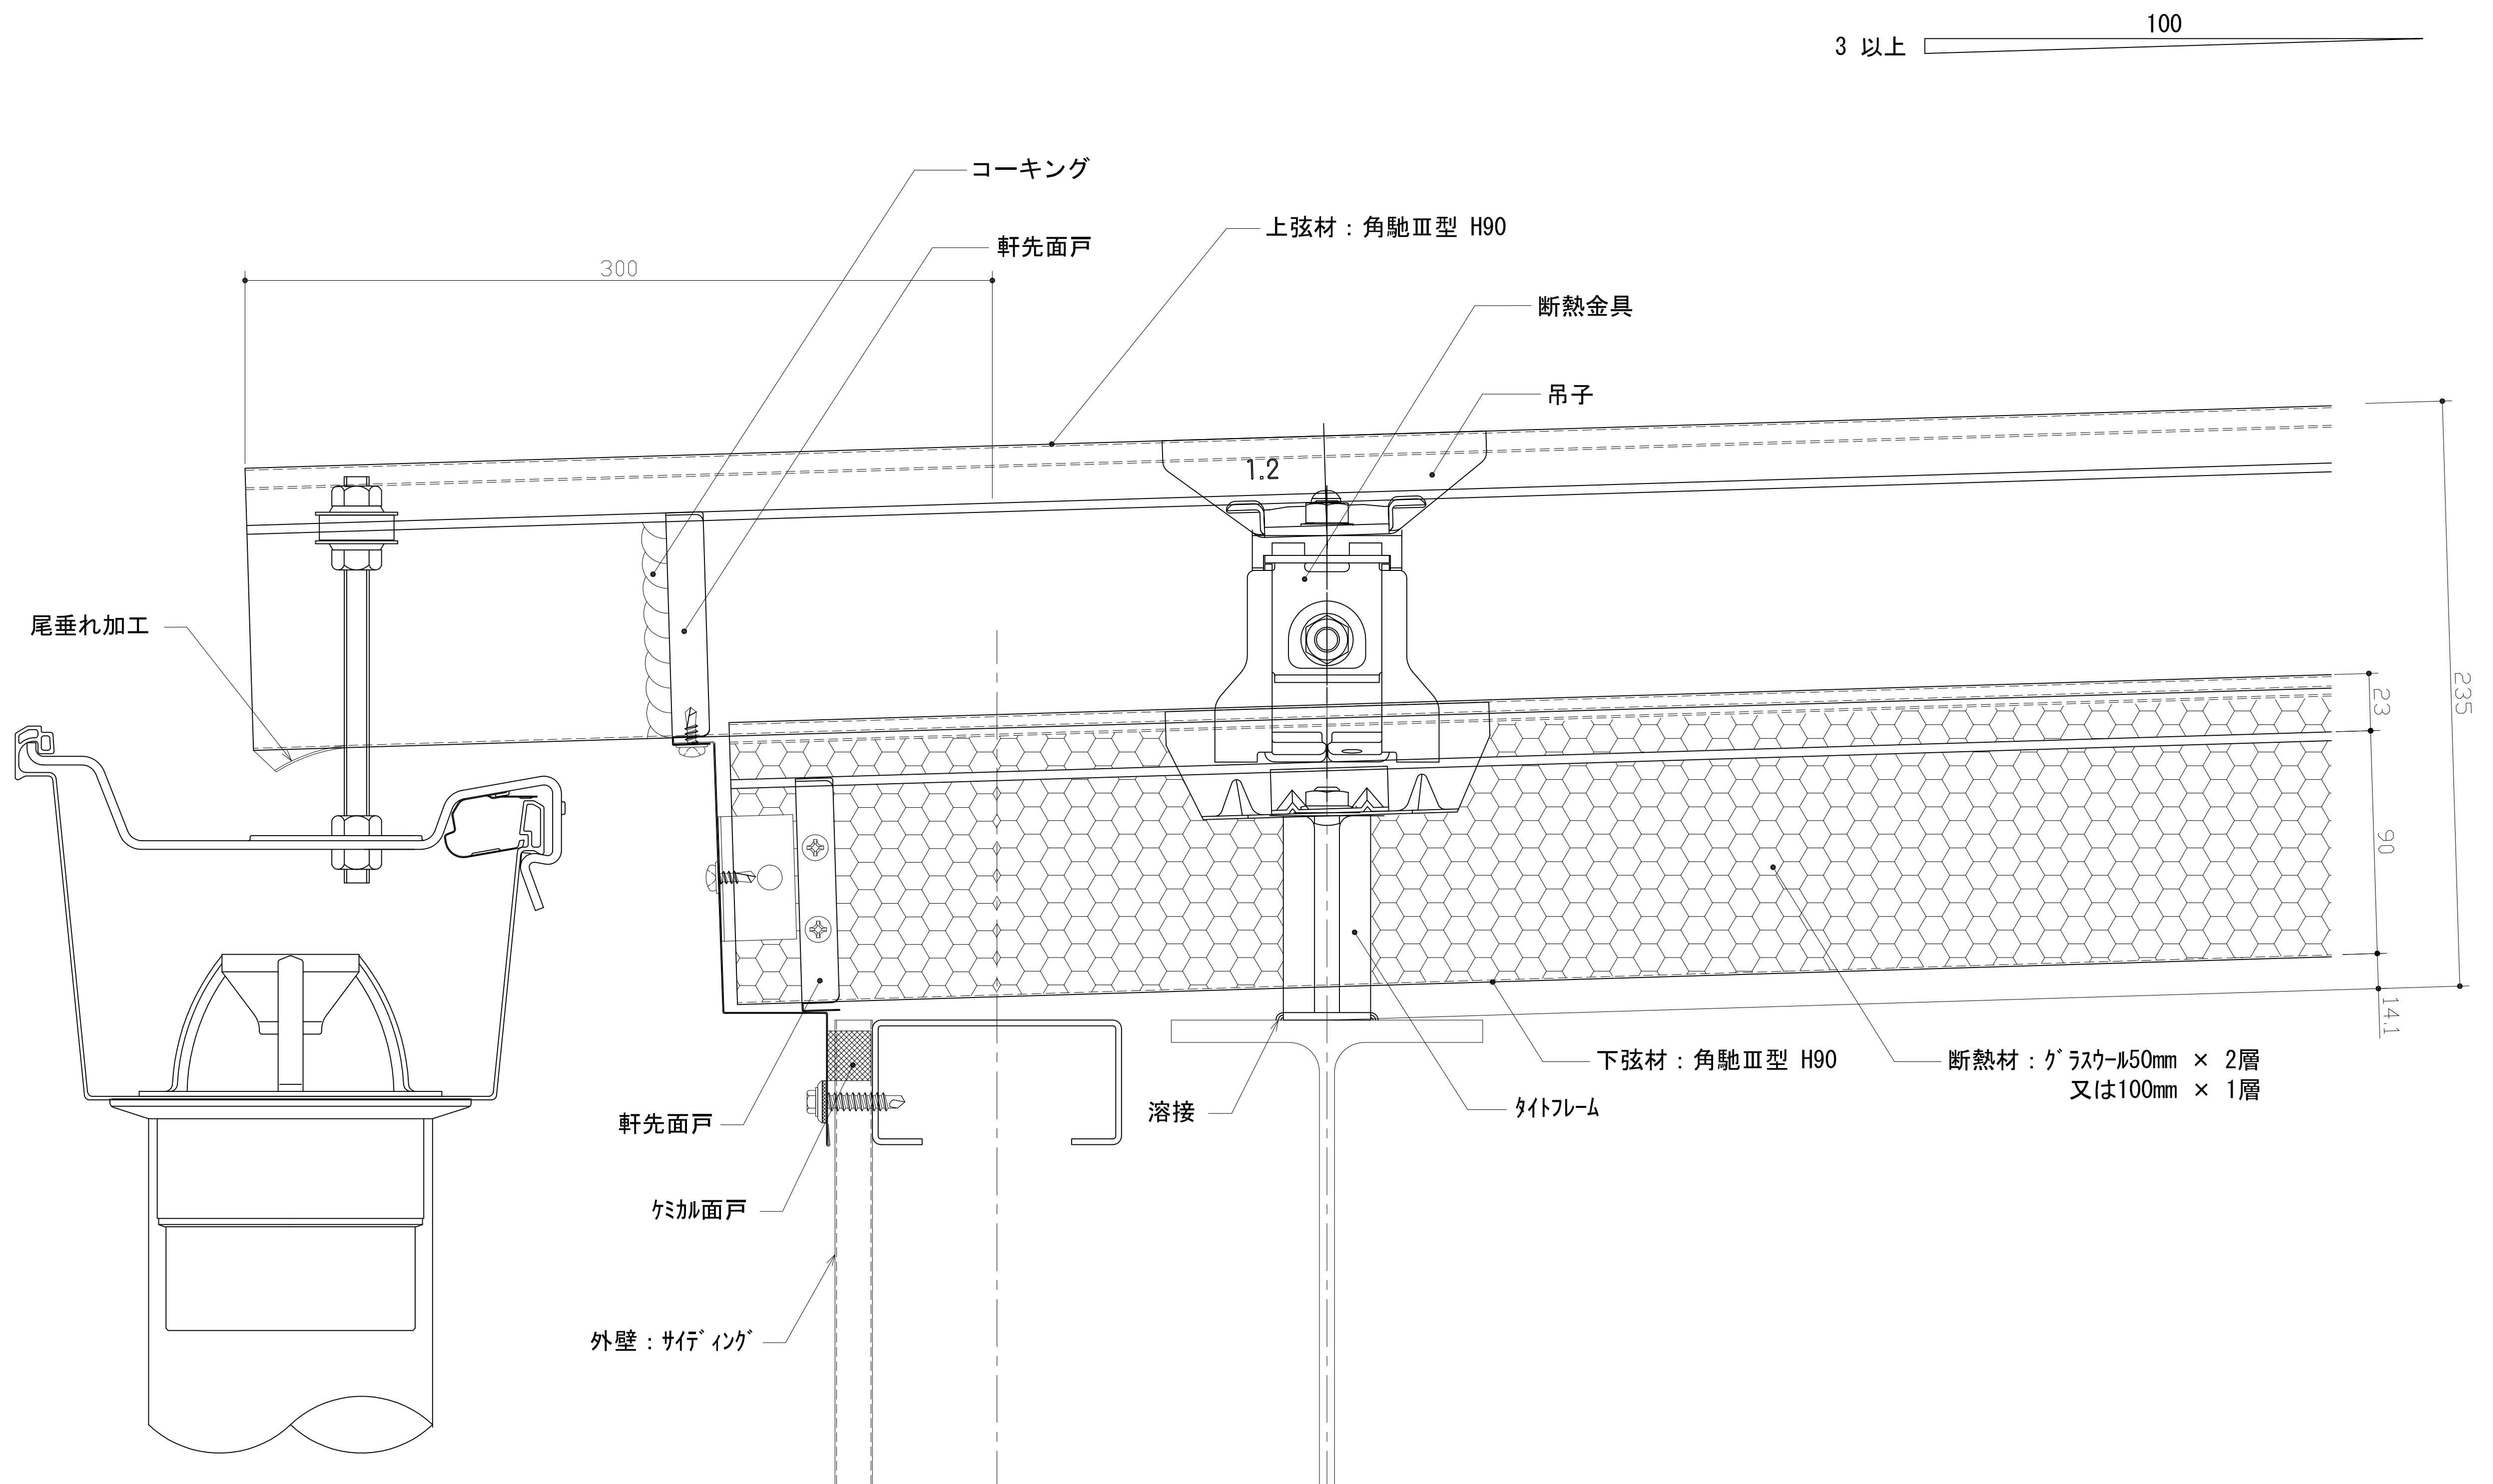 100
3 以上
コーキング
上弦材：角馳Ⅲ型 H90
軒先面戸
300
断熱金具
吊子
1.2
尾垂れ加工
235
23
90
14.1
下弦材：角馳Ⅲ型 H90
断熱材：ｸﾞﾗｽｳｰﾙ50mm × 2層
又は100mm × 1層
ﾀｲﾄﾌﾚｰﾑ
溶接
軒先面戸
ｹﾐｶﾙ面戸
外壁：ｻｲﾃﾞｨﾝｸﾞ